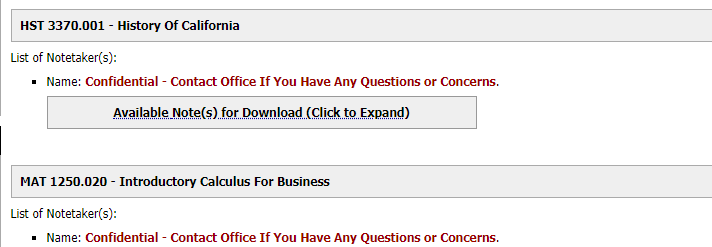 HST 3370.001 - History Of California
List of Notetaker(s):
Name: Confidential - Contact Office If You Have Any Questions or Concerns.
Available Note(s) for Download (Click to Expand)
MAT 1250.020 - Introductory Calculus For Business
List of Notetaker(s):
Name: Confidential - Contact Office If You Have Any Questions or Concerns.